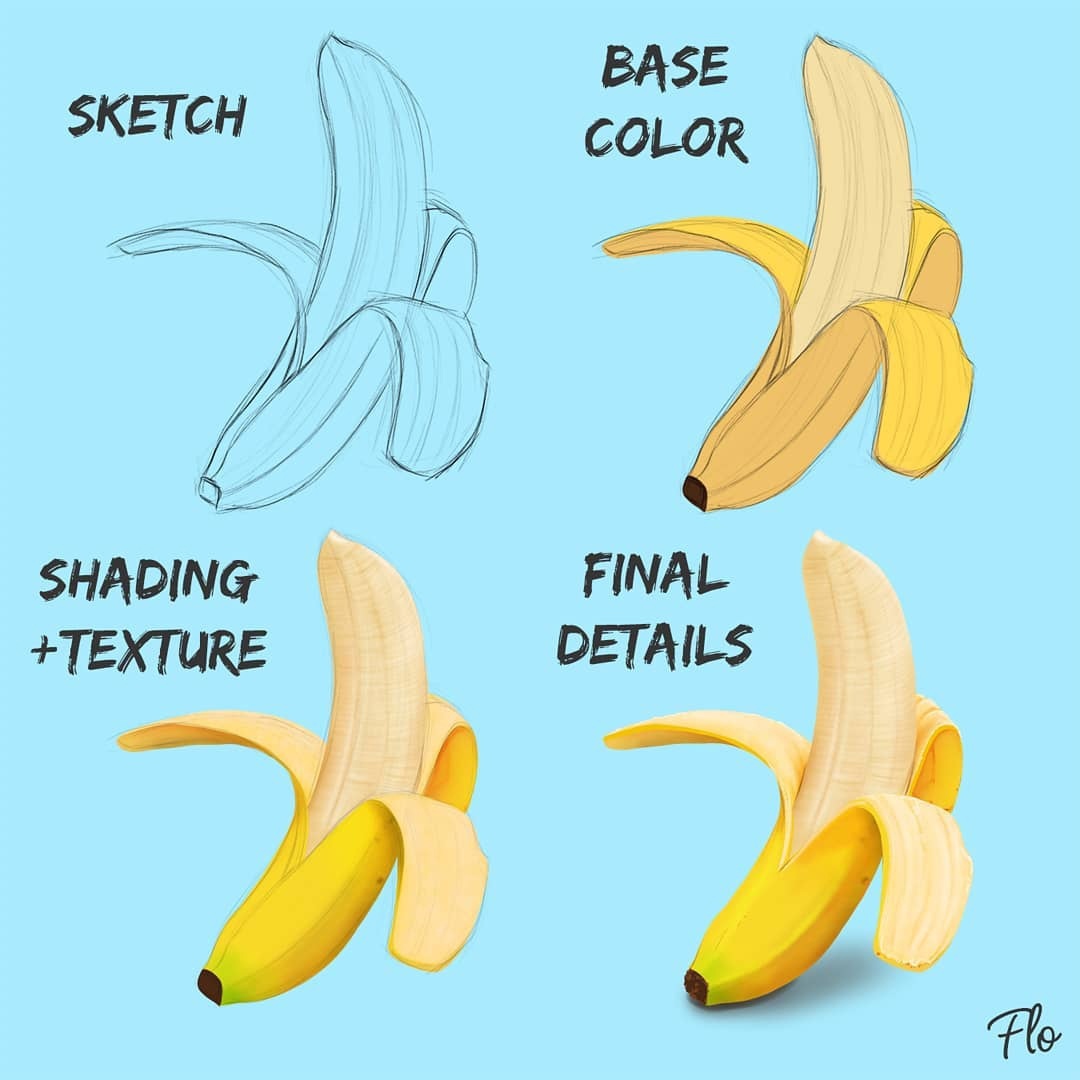 SKETCH
BASE
COLOR
SHADING
+TEXTURE
FINAL
DETAILS
Flo